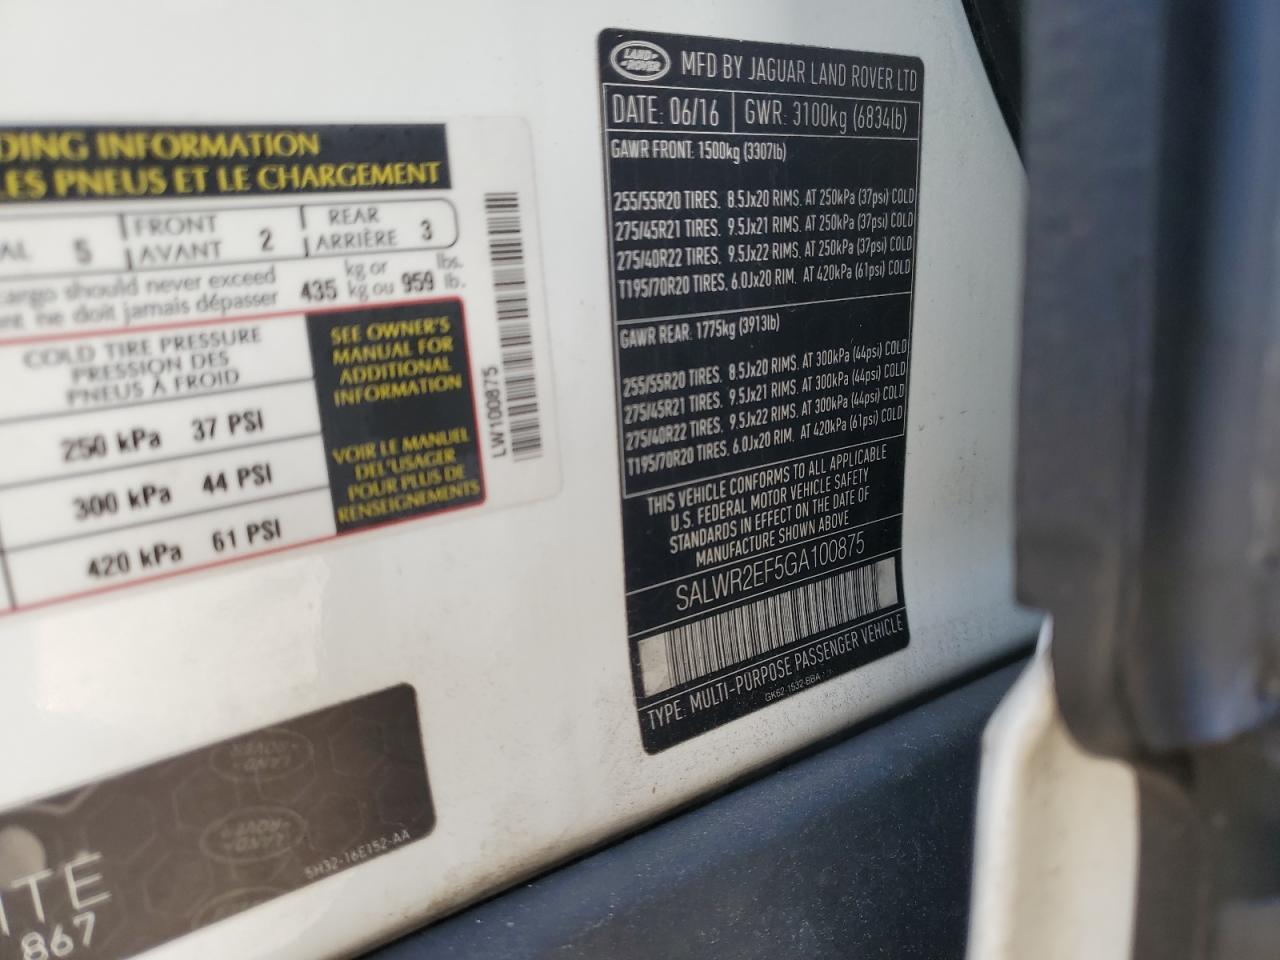 DING INFORMATION
LES PNEUS ET LE CHARGEMENT
AL 5 FRONT AVANT 2 REAR ARRIÈRE 3
cargo should never exceed
nt ne doit jamais dépasser 435 kg or kg ou 959 lbs. lb.
COLD TIRE PRESSURE
PRESSION DES
PNEUS À FROID
250 kPa 37 PSI
300 kPa 44 PSI
420 kPa 61 PSI
SEE OWNER'S
MANUAL FOR
ADDITIONAL
INFORMATION
VOIR LE MANUEL
DE L'USAGER
POUR PLUS DE
RENSEIGNEMENTS
LW100875
LAND ROVER
MFD BY JAGUAR LAND ROVER LTD
DATE: 06/16 GWR: 3100kg (6834lb)
GAWR FRONT: 1500kg (3307lb)
255/55R20 TIRES. 8.5Jx20 RIMS. AT 250kPa (37psi) COLD
275/45R21 TIRES. 9.5Jx21 RIMS. AT 250kPa (37psi) COLD
275/40R22 TIRES. 9.5Jx22 RIMS. AT 250kPa (37psi) COLD
T195/70R20 TIRES. 6.0Jx20 RIM. AT 420kPa (61psi) COLD
GAWR REAR: 1775kg (3913lb)
255/55R20 TIRES. 8.5Jx20 RIMS. AT 300kPa (44psi) COLD
275/45R21 TIRES. 9.5Jx21 RIMS. AT 300kPa (44psi) COLD
275/40R22 TIRES. 9.5Jx22 RIMS. AT 300kPa (44psi) COLD
T195/70R20 TIRES. 6.0Jx20 RIM. AT 420kPa (61psi) COLD
THIS VEHICLE CONFORMS TO ALL APPLICABLE
U.S. FEDERAL MOTOR VEHICLE SAFETY
STANDARDS IN EFFECT ON THE DATE OF
MANUFACTURE SHOWN ABOVE
SALWR2EF5GA100875
TYPE: MULTI-PURPOSE PASSENGER VEHICLE
GK62-1532-BBA
LAND ROVER
LAND ROVER
5H32-16E152-AA
ITE
867